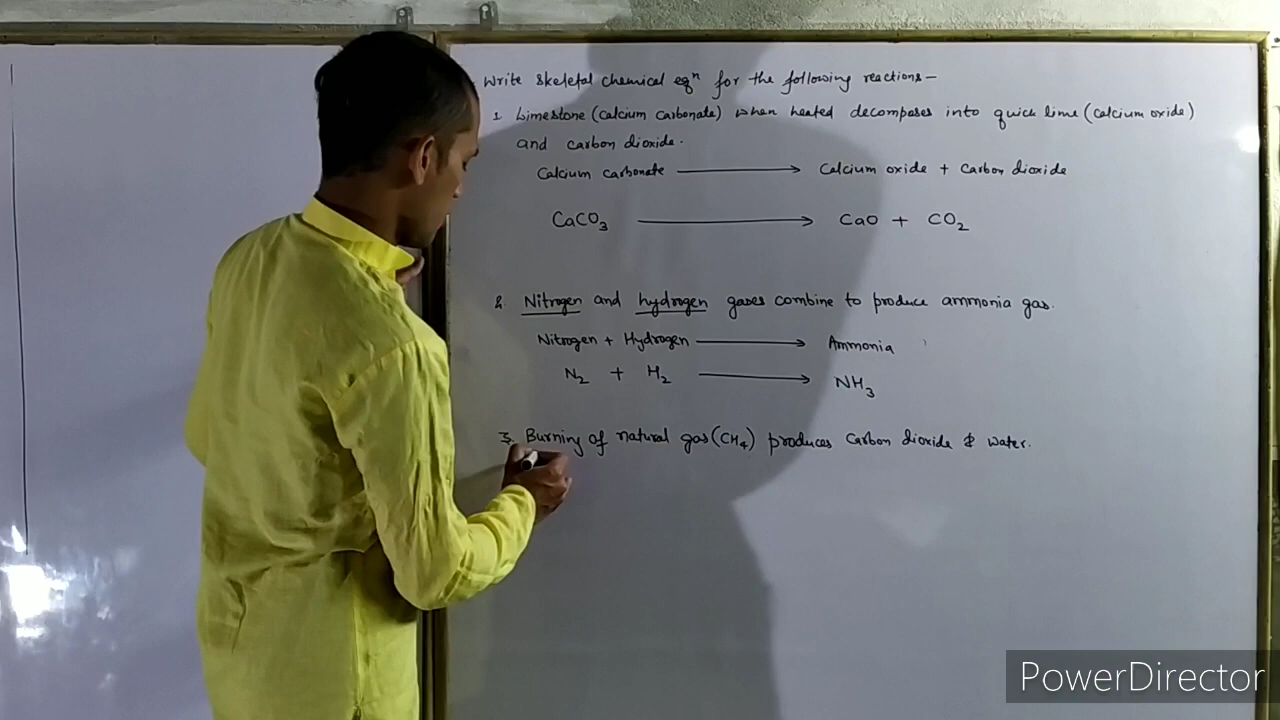 Write skeletal chemical eqⁿ for the following reactions—
1. Limestone (Calcium Carbonate) when heated decomposes into quick lime (Calcium oxide)
and carbon dioxide.
Calcium carbonate ⟶ Calcium oxide + Carbon dioxide
CaCO₃ ⟶ CaO + CO₂
2. Nitrogen and hydrogen gases combine to produce ammonia gas.
Nitrogen + Hydrogen ⟶ Ammonia
N₂ + H₂ ⟶ NH₃
3. Burning of natural gas (CH₄) produces Carbon dioxide & water.
PowerDirector